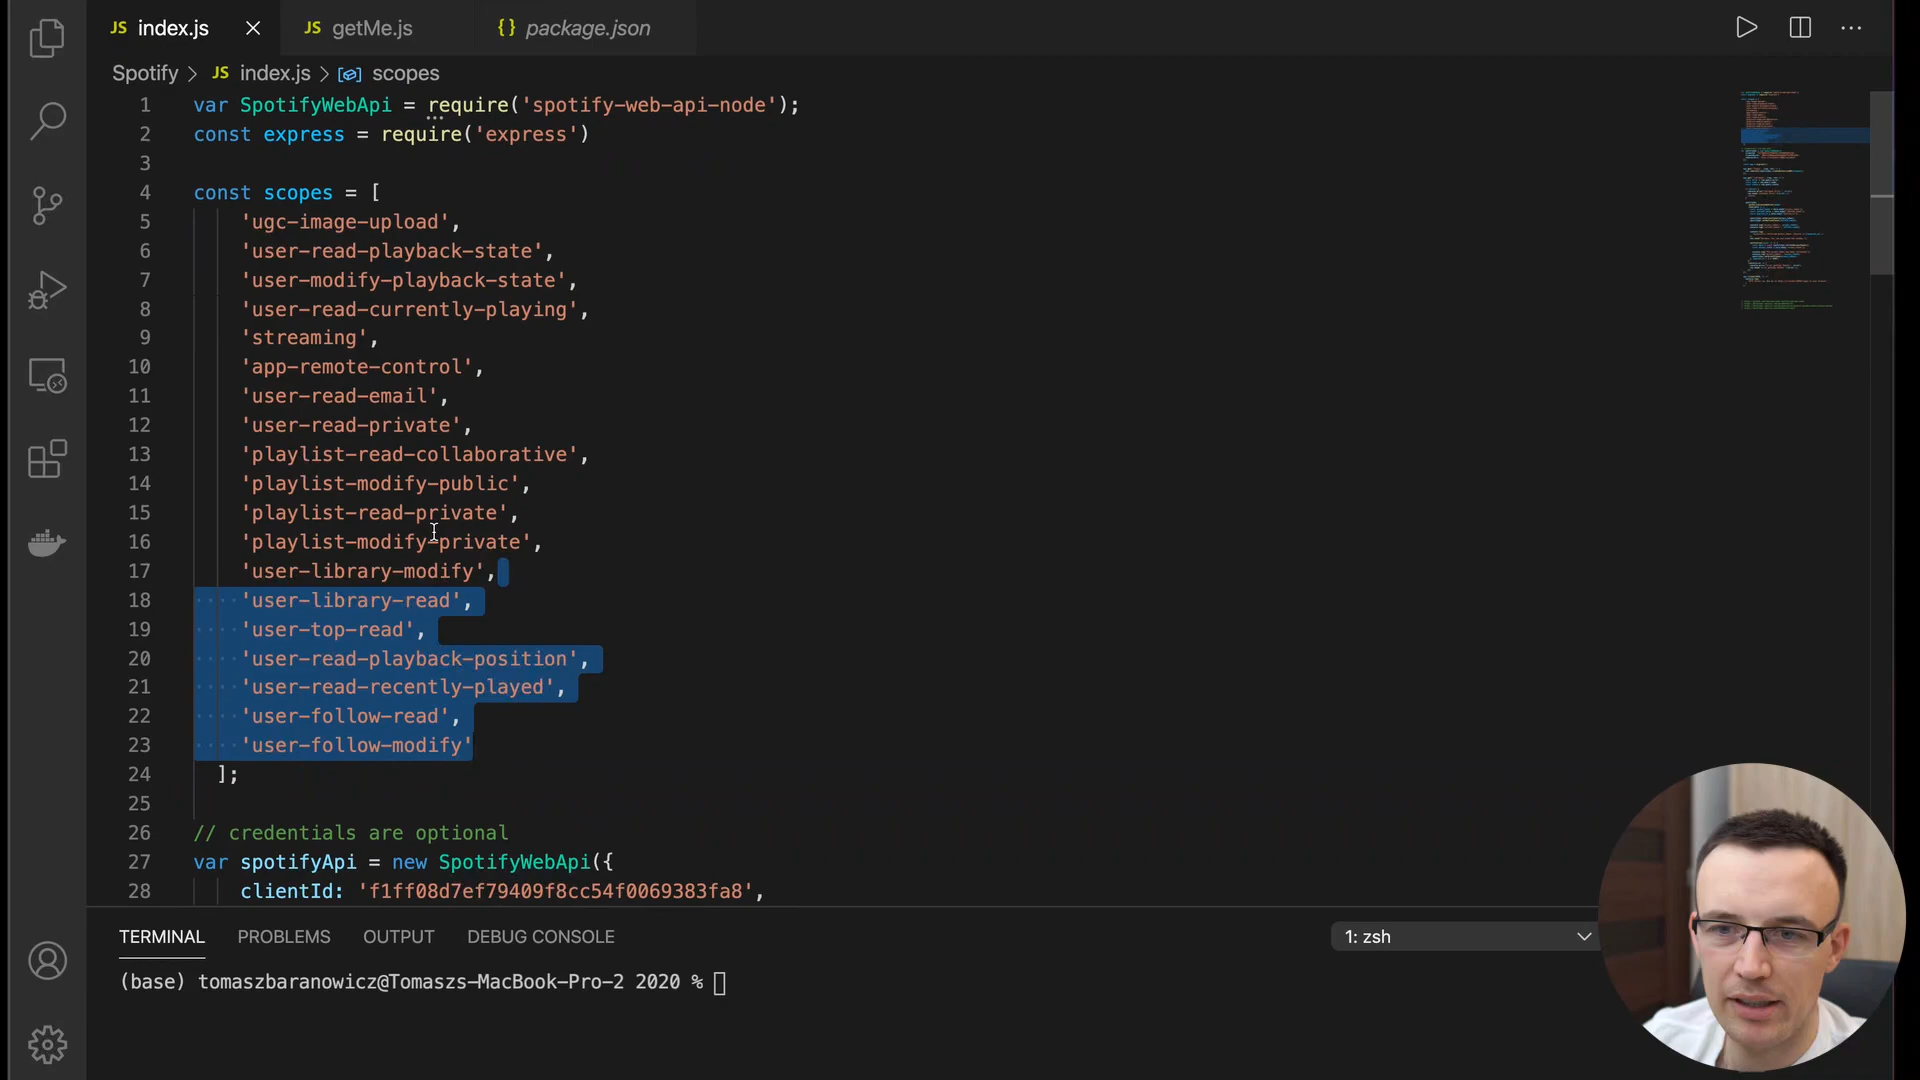 JS index.js
JS getMe.js
{} package.json
Spotify > JS index.js > scopes
1 var SpotifyWebApi = require('spotify-web-api-node');
2 const express = require('express')
3
4 const scopes = [
5 'ugc-image-upload',
6 'user-read-playback-state',
7 'user-modify-playback-state',
8 'user-read-currently-playing',
9 'streaming',
10 'app-remote-control',
11 'user-read-email',
12 'user-read-private',
13 'playlist-read-collaborative',
14 'playlist-modify-public',
15 'playlist-read-private',
16 'playlist-modify-private',
17 'user-library-modify',
18 'user-library-read',
19 'user-top-read',
20 'user-read-playback-position',
21 'user-read-recently-played',
22 'user-follow-read',
23 'user-follow-modify'
24 ];
25
26 // credentials are optional
27 var spotifyApi = new SpotifyWebApi({
28 clientId: 'f1ff08d7ef79409f8cc54f0069383fa8',
TERMINAL PROBLEMS OUTPUT DEBUG CONSOLE
1: zsh
(base) tomaszbaranowicz@Tomaszs-MacBook-Pro-2 2020 %